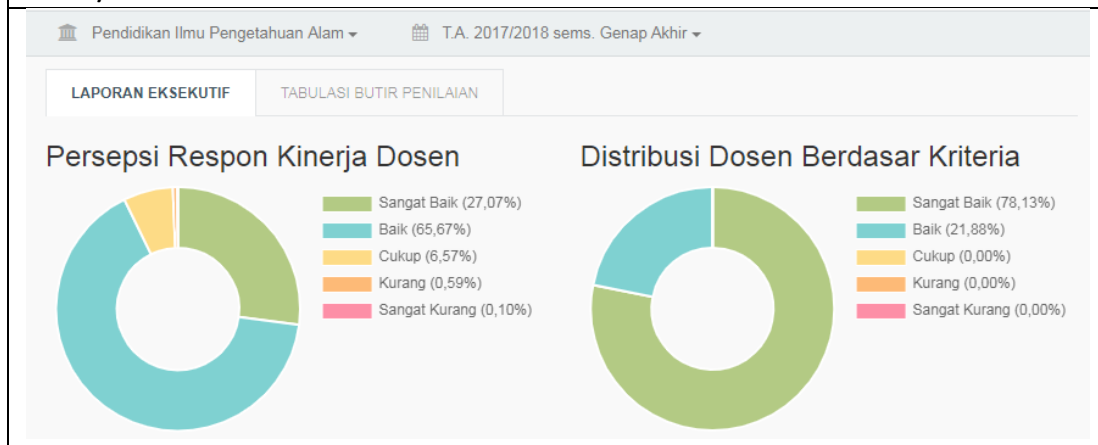 Pendidikan Ilmu Pengetahuan Alam
T.A. 2017/2018 sems. Genap Akhir
LAPORAN EKSEKUTIF
TABULASI BUTIR PENILAIAN
Persepsi Respon Kinerja Dosen
Sangat Baik (27,07%)
Baik (65,67%)
Cukup (6,57%)
Kurang (0,59%)
Sangat Kurang (0,10%)
Distribusi Dosen Berdasar Kriteria
Sangat Baik (78,13%)
Baik (21,88%)
Cukup (0,00%)
Kurang (0,00%)
Sangat Kurang (0,00%)